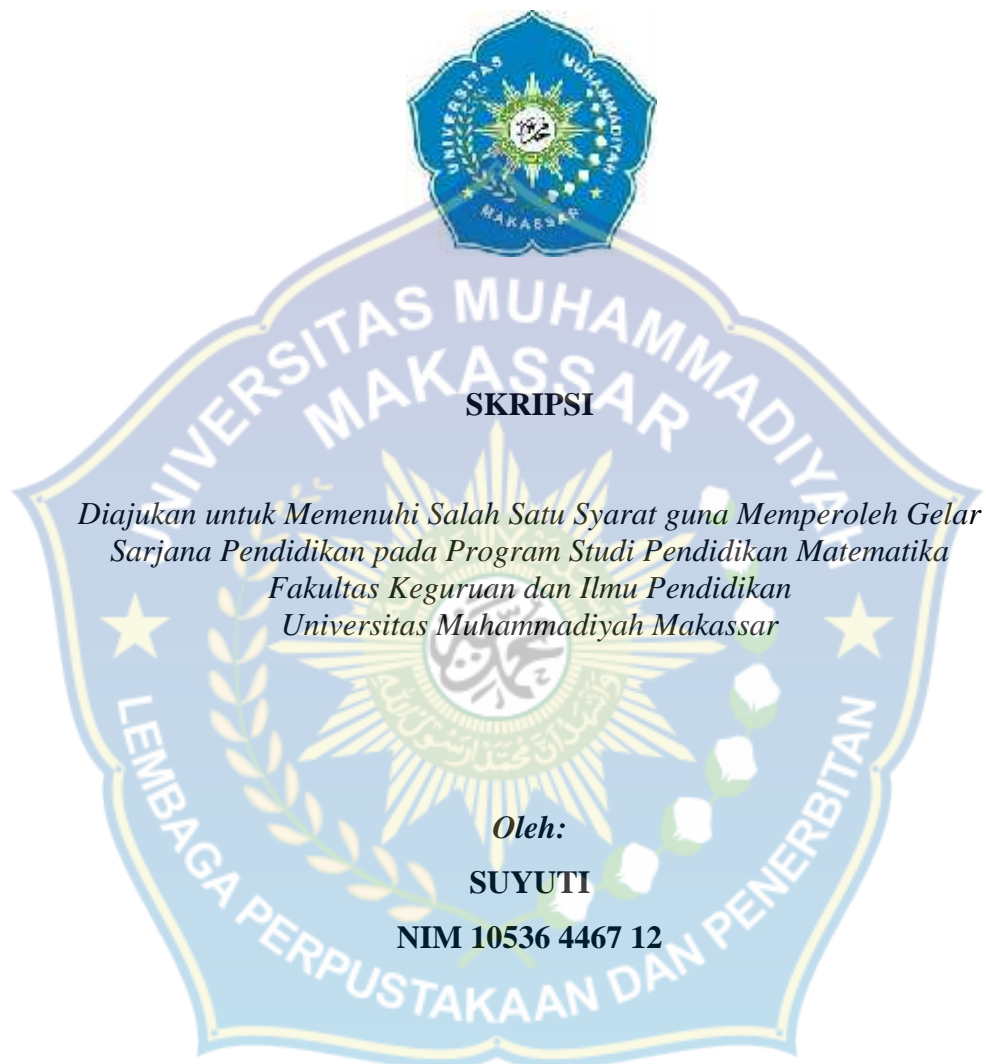 UNIVERSITAS MUHAMMADIYAH
MAKASSAR
UNIVERSITAS MUHAMMADIYAH
MAKASSAR
SKRIPSI
Diajukan untuk Memenuhi Salah Satu Syarat guna Memperoleh Gelar
Sarjana Pendidikan pada Program Studi Pendidikan Matematika
Fakultas Keguruan dan Ilmu Pendidikan
Universitas Muhammadiyah Makassar
Oleh:
SUYUTI
NIM 10536 4467 12
LEMBAGA PERPUSTAKAAN DAN PENERBITAN